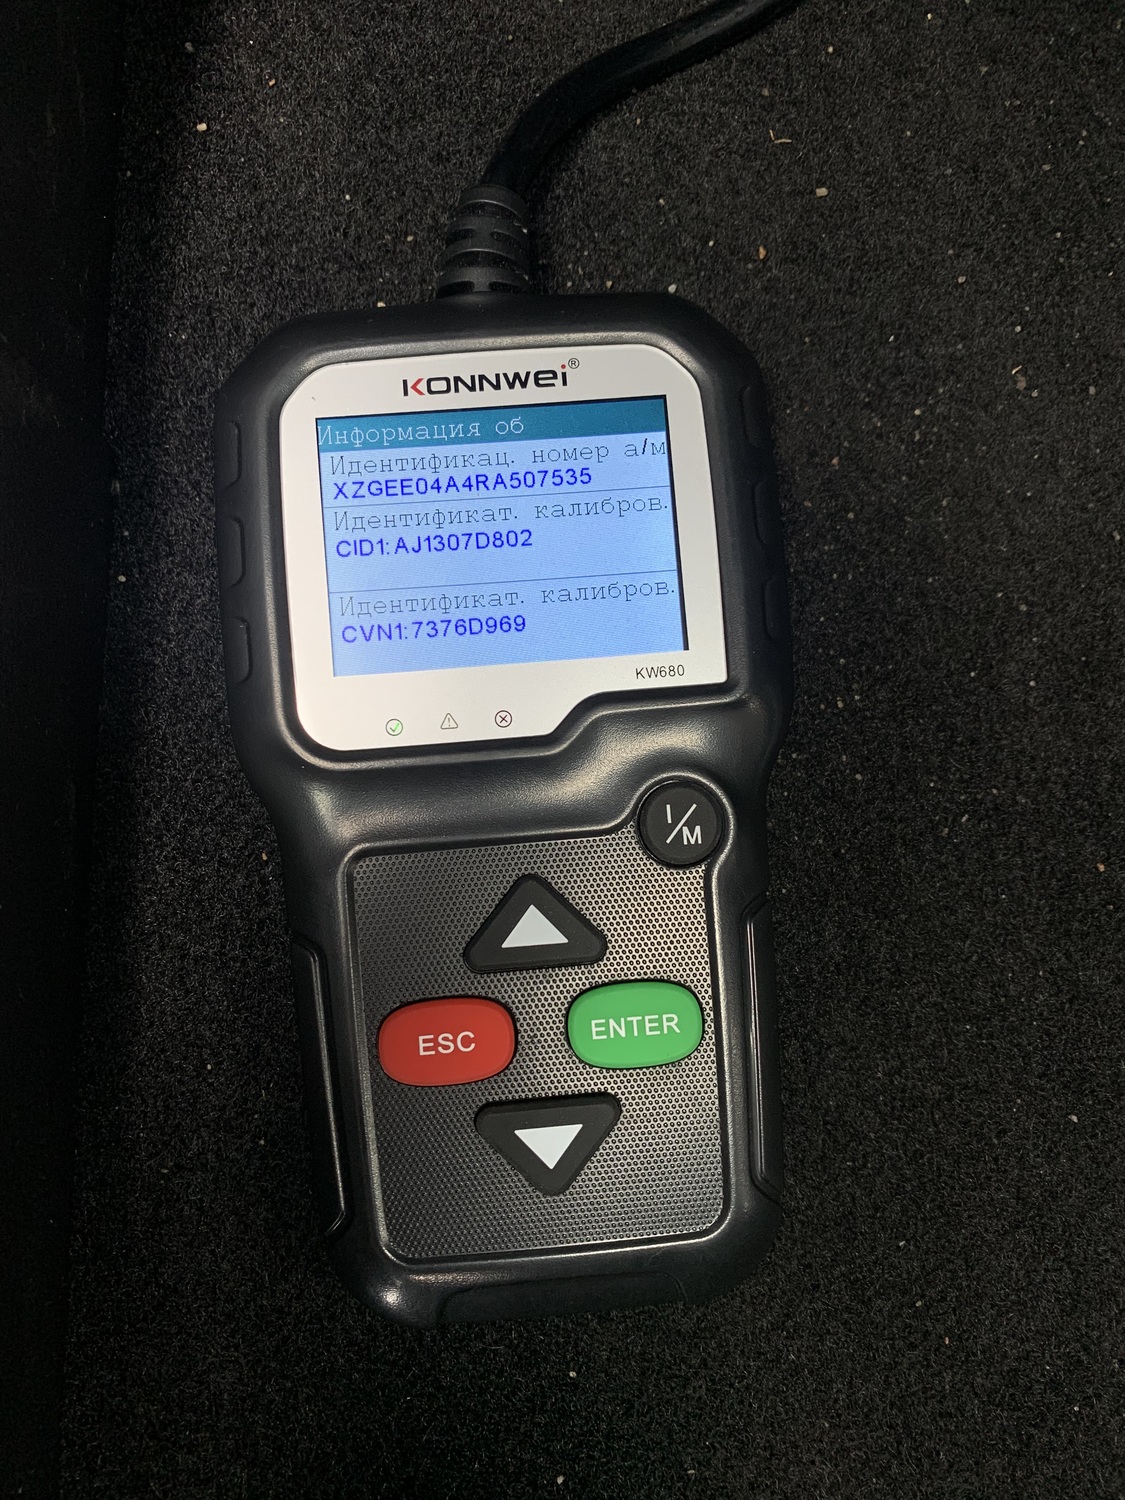 KONNWEI®
Информация об
Идентификац. номер а/м
XZGEE04A4RA507535
Идентификат. калибров.
CID1:AJ1307D802
Идентификат. калибров.
CVN1:7376D969
KW680
I/M
ESC
ENTER